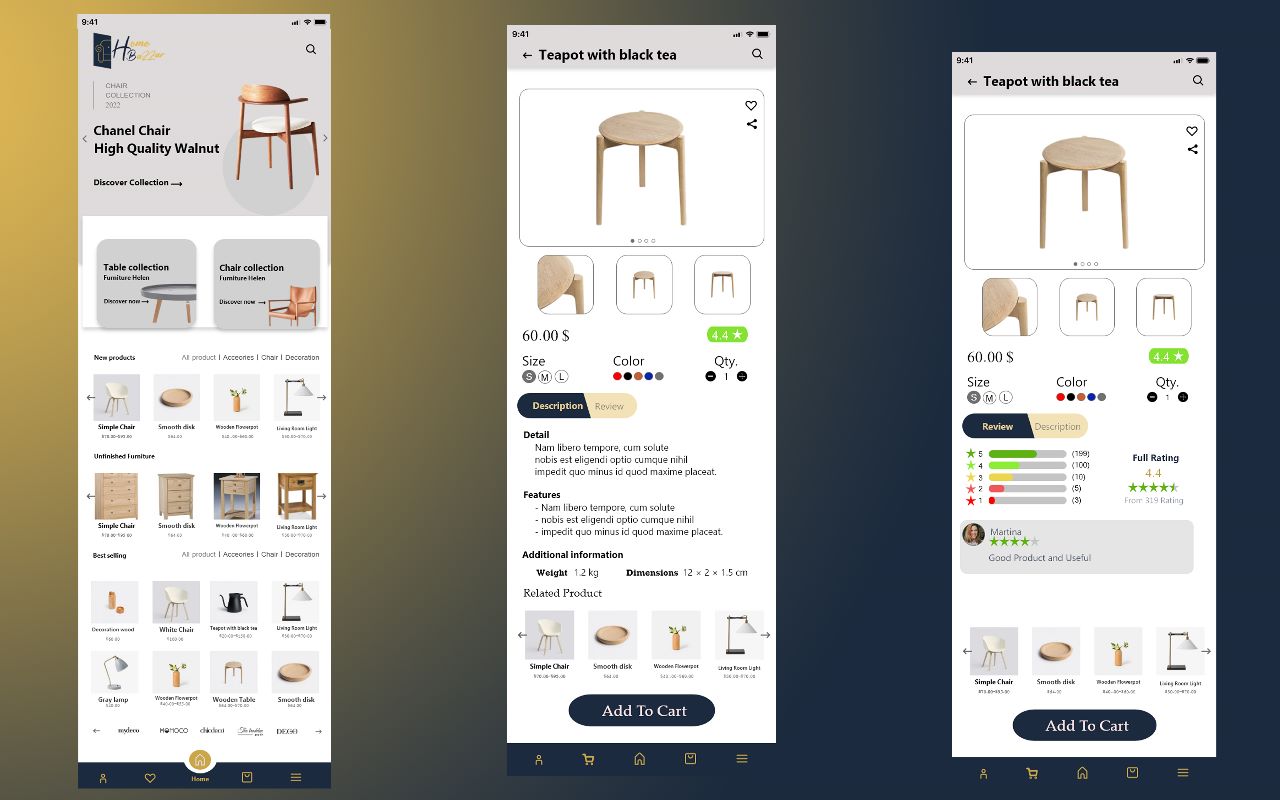 9:41
Home
Bazzar
CHAIR
COLLECTION
2022
Chanel Chair
High Quality Walnut
Discover Collection
Table collection
Furniture Helen
Discover now
Chair collection
Furniture Helen
Discover now
New products
All product | Acceories | Chair | Decoration
Simple Chair
Smooth disk
$64.00
Wooden Flowerpot
Living Room Light
Unfinished Furniture
Simple Chair
Smooth disk
Wooden Flowerpot
Living Room Light
Best selling
All product | Acceories | Chair | Decoration
Decoration wood
White Chair
Teapot with black tea
Living Room Light
Gray lamp
Wooden Flowerpot
Wooden Table
Smooth disk
mydeco
MOMOCO
DEGO
Home
9:41
Teapot with black tea
60.00 $
4.4 ★
Size
Color
Qty.
S M L
1
Description
Review
Detail
Nam libero tempore, cum solute
nobis est eligendi optio cumque nihil
impedit quo minus id quod maxime placeat.
Features
- Nam libero tempore, cum solute
- nobis est eligendi optio cumque nihil
- impedit quo minus id quod maxime placeat.
Additional information
Weight 1.2 kg
Dimensions 12 × 2 × 1.5 cm
Related Product
Simple Chair
Smooth disk
$64.00
Wooden Flowerpot
Living Room Light
Add To Cart
9:41
Teapot with black tea
60.00 $
4.4 ★
Size
Color
Qty.
S M L
1
Review
Description
5 (199)
4 (100)
3 (10)
2 (5)
1 (3)
Full Rating
4.4
From 319 Rating
Martina
Good Product and Useful
Simple Chair
Smooth disk
$64.00
Wooden Flowerpot
Living Room Light
Add To Cart